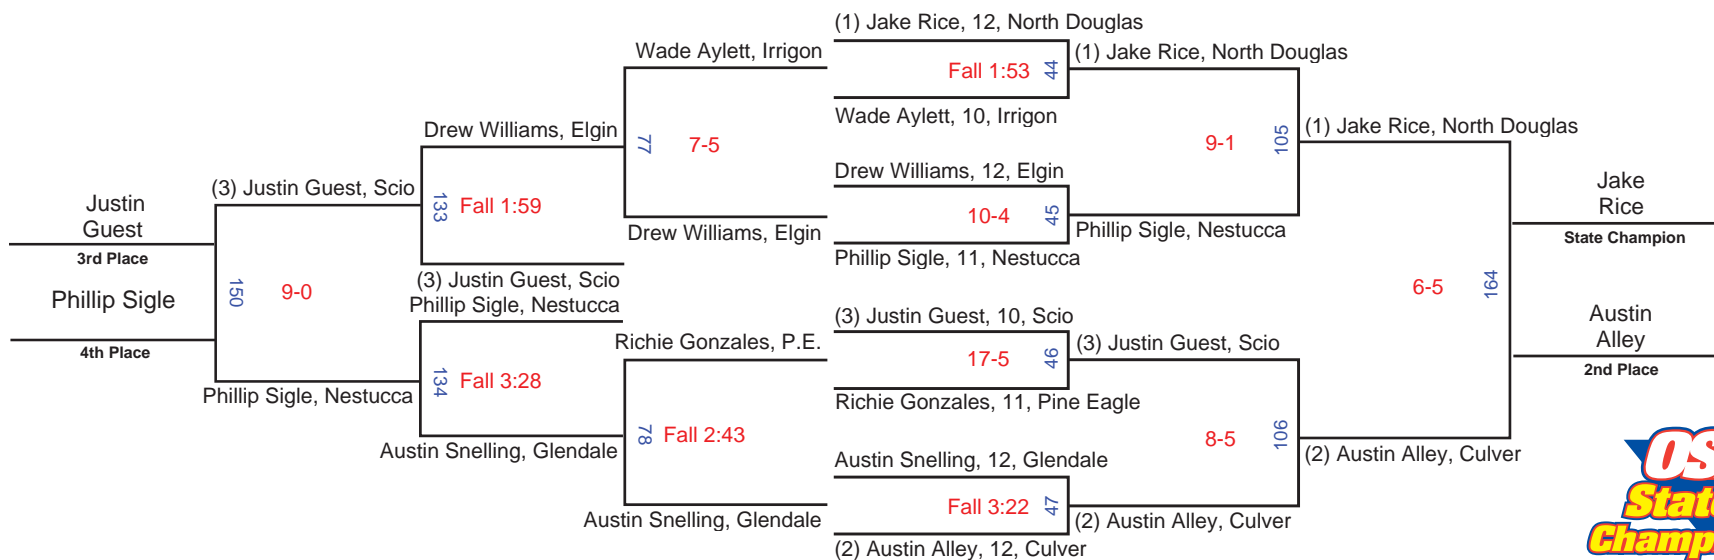 (1) Jake Rice, 12, North Douglas
Wade Aylett, Irrigon
(1) Jake Rice, North Douglas
Fall 1:53
44
Wade Aylett, 10, Irrigon
Drew Williams, Elgin
77
7-5
9-1
105
(1) Jake Rice, North Douglas
Drew Williams, 12, Elgin
(3) Justin Guest, Scio
133
Fall 1:59
10-4
45
Justin
Guest
3rd Place
Jake
Rice
State Champion
Drew Williams, Elgin
Phillip Sigle, Nestucca
Phillip Sigle, 11, Nestucca
(3) Justin Guest, Scio
Phillip Sigle
150
9-0
Phillip Sigle, Nestucca
6-5
164
4th Place
(3) Justin Guest, 10, Scio
Richie Gonzales, P.E.
17-5
46
(3) Justin Guest, Scio
Austin
Alley
2nd Place
134
Fall 3:28
Phillip Sigle, Nestucca
Richie Gonzales, 11, Pine Eagle
78
Fall 2:43
8-5
106
Austin Snelling, Glendale
Austin Snelling, 12, Glendale
(2) Austin Alley, Culver
Fall 3:22
47
Austin Snelling, Glendale
(2) Austin Alley, Culver
(2) Austin Alley, 12, Culver
OS
State
Champ